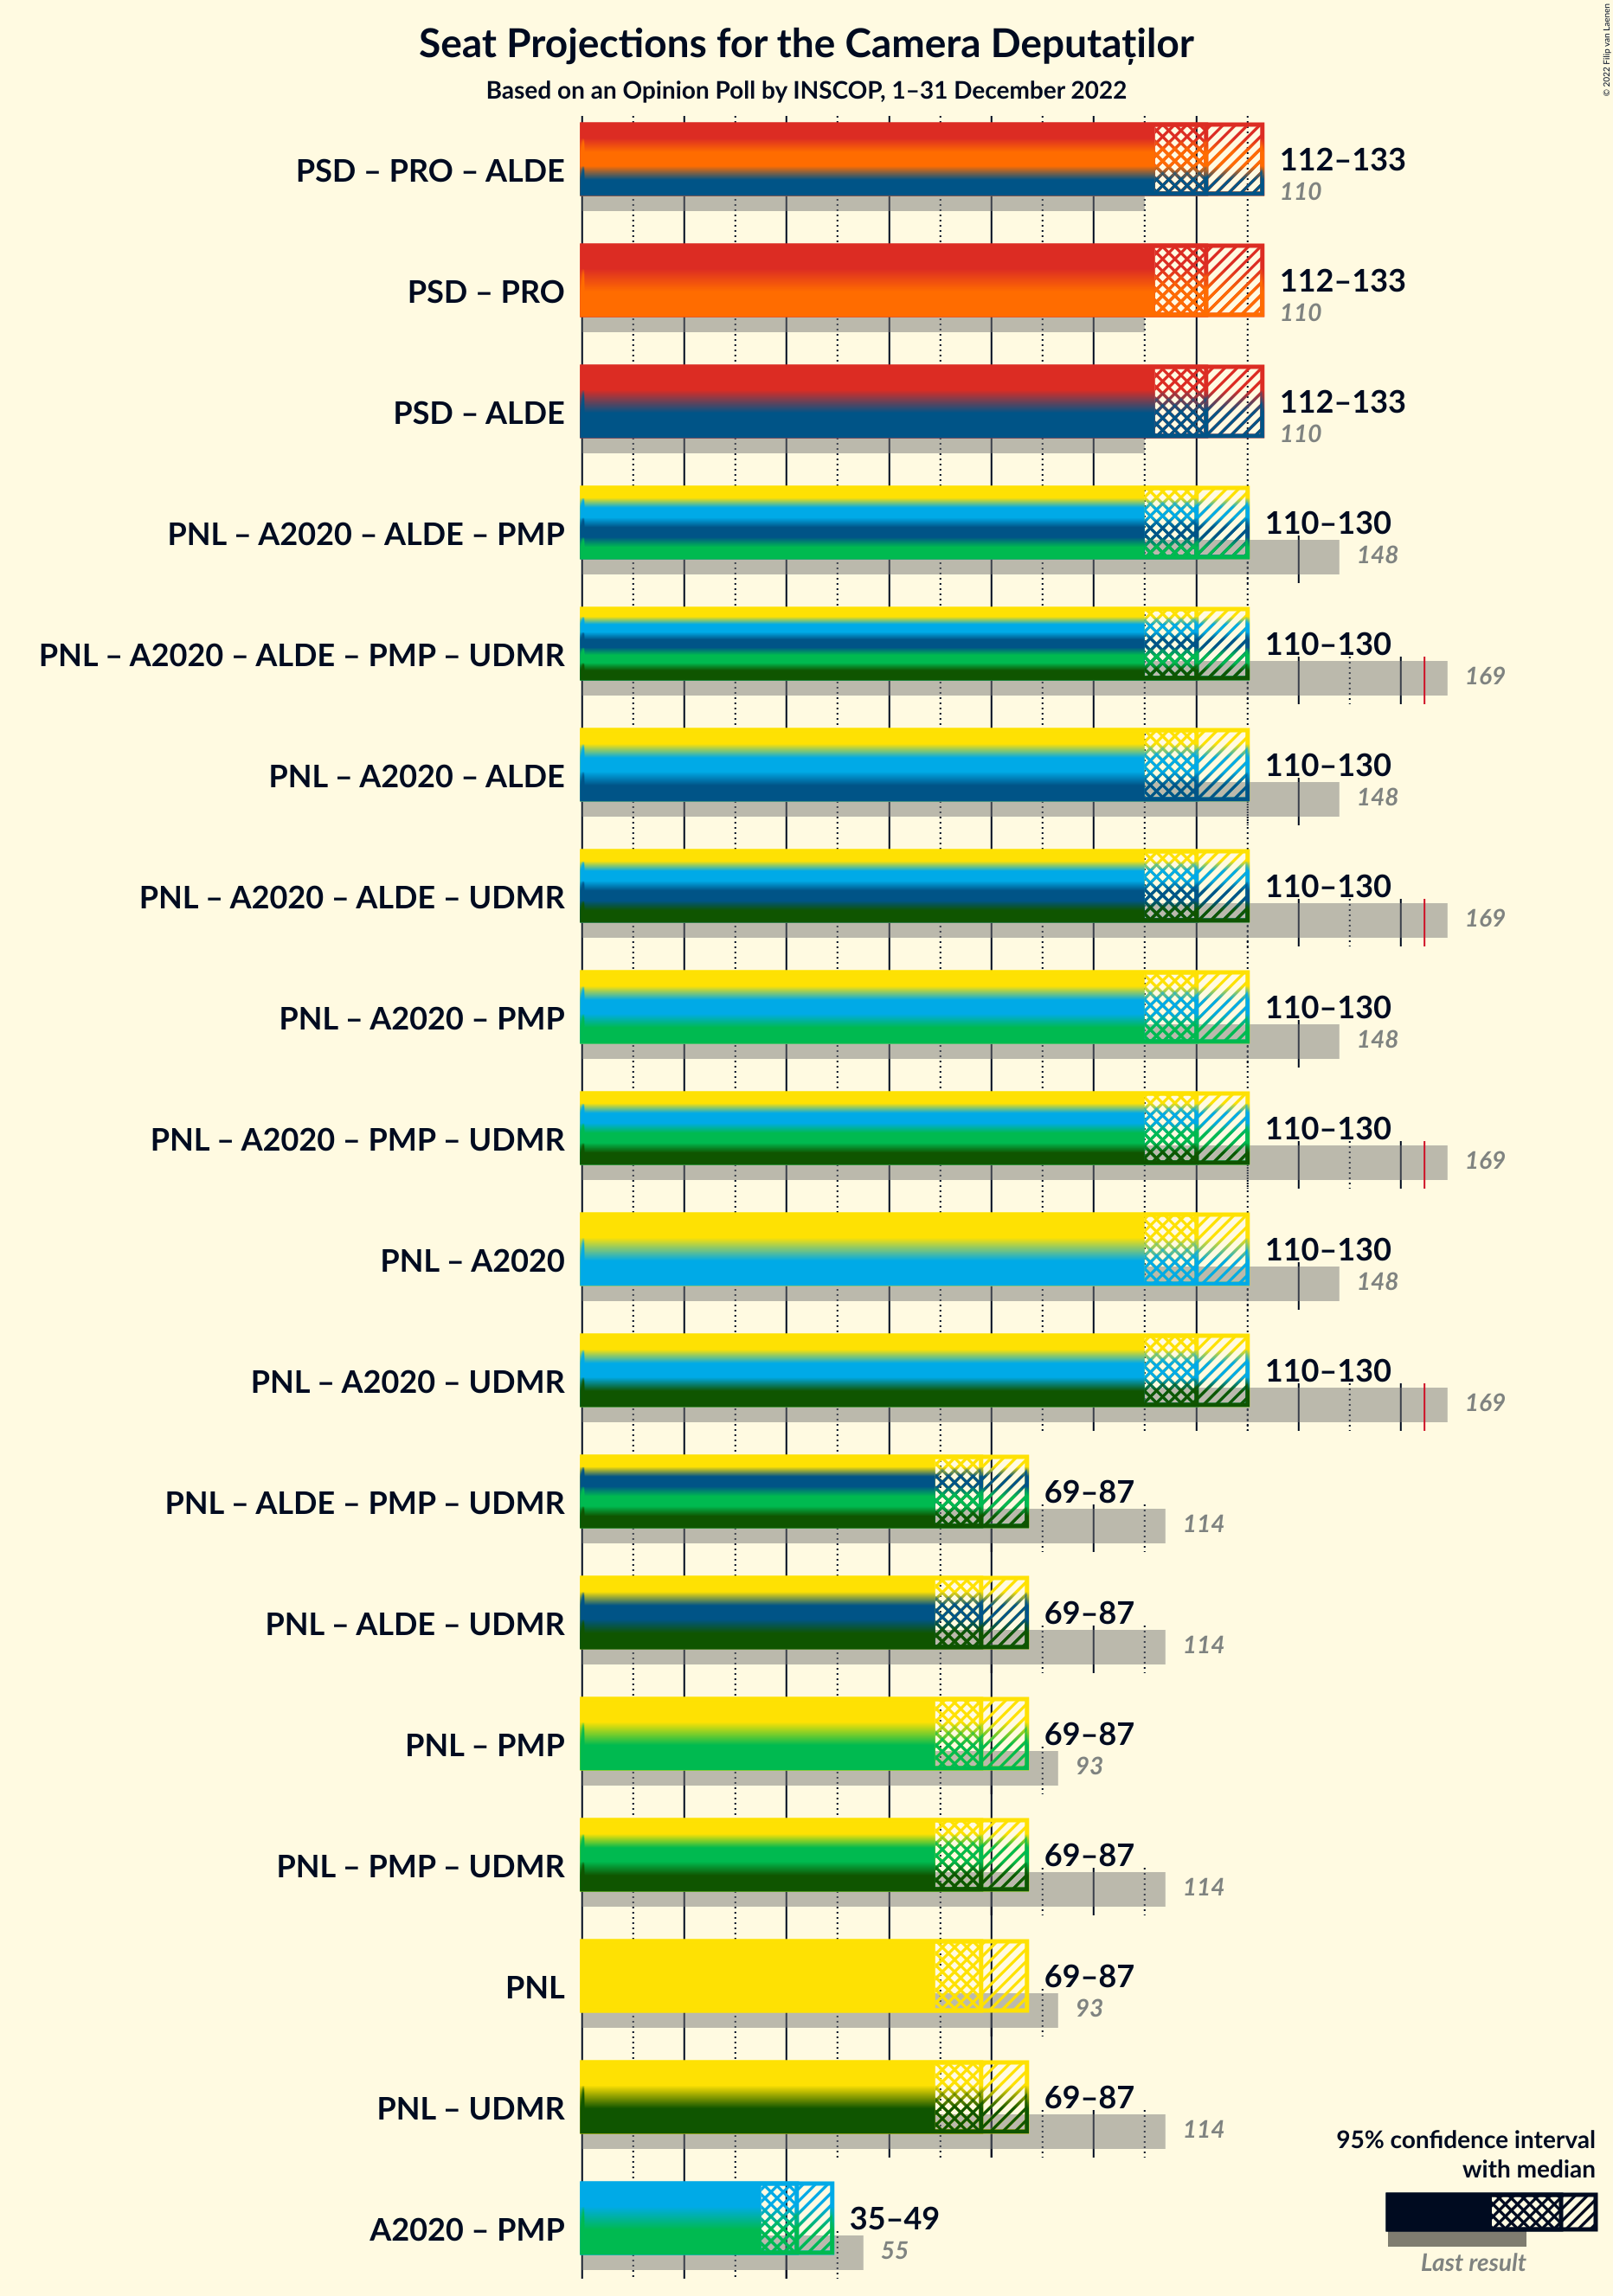 Seat Projections for the Camera Deputaților
Based on an Opinion Poll by INSCOP, 1–31 December 2022
© 2022 Filip van Laenen
PSD – PRO – ALDE
112–133
110
PSD – PRO
112–133
110
PSD – ALDE
112–133
110
PNL – A2020 – ALDE – PMP
110–130
148
PNL – A2020 – ALDE – PMP – UDMR
110–130
169
PNL – A2020 – ALDE
110–130
148
PNL – A2020 – ALDE – UDMR
110–130
169
PNL – A2020 – PMP
110–130
148
PNL – A2020 – PMP – UDMR
110–130
169
PNL – A2020
110–130
148
PNL – A2020 – UDMR
110–130
169
PNL – ALDE – PMP – UDMR
69–87
114
PNL – ALDE – UDMR
69–87
114
PNL – PMP
69–87
93
PNL – PMP – UDMR
69–87
114
PNL
69–87
93
PNL – UDMR
69–87
114
A2020 – PMP
35–49
55
95% confidence interval
with median
Last result